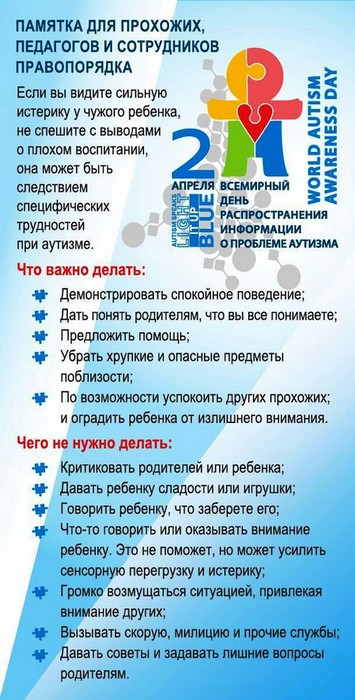 ПАМЯТКА ДЛЯ ПРОХОЖИХ,
ПЕДАГОГОВ И СОТРУДНИКОВ
ПРАВОПОРЯДКА
Если вы видите сильную
истерику у чужого ребенка,
не спешите с выводами
о плохом воспитании,
она может быть
следствием
специфических
трудностей
при аутизме.
2
АПРЕЛЯ
ВСЕМИРНЫЙ
ДЕНЬ
РАСПРОСТРАНЕНИЯ
ИНФОРМАЦИИ
О ПРОБЛЕМЕ АУТИЗМА
AUTISM SPEAKS
LIGHT
IT UP
BLUE
WORLD AUTISM
AWARENESS DAY
Что важно делать:
Демонстрировать спокойное поведение;
Дать понять родителям, что вы все понимаете;
Предложить помощь;
Убрать хрупкие и опасные предметы
поблизости;
По возможности успокоить других прохожих;
и оградить ребенка от излишнего внимания.
Чего не нужно делать:
Критиковать родителей или ребенка;
Давать ребенку сладости или игрушки;
Говорить ребенку, что заберете его;
Что-то говорить или оказывать внимание
ребенку. Это не поможет, но может усилить
сенсорную перегрузку и истерику;
Громко возмущаться ситуацией, привлекая
внимание других;
Вызывать скорую, милицию и прочие службы;
Давать советы и задавать лишние вопросы
родителям.